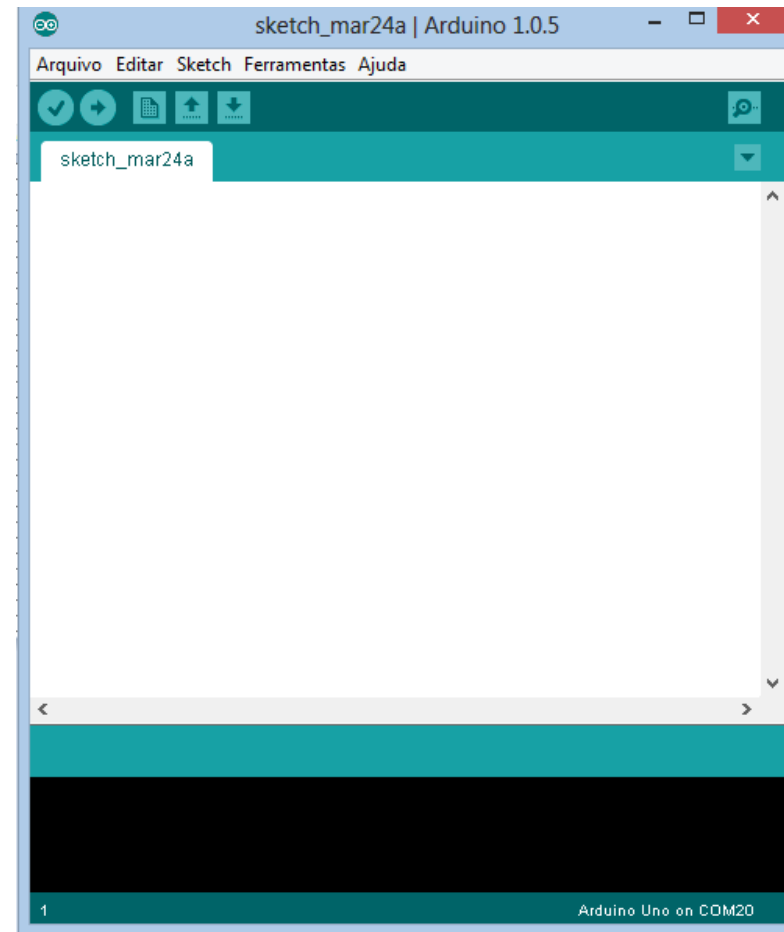 sketch_mar24a | Arduino 1.0.5
Arquivo Editar Sketch Ferramentas Ajuda
sketch_mar24a
1 Arduino Uno on COM20